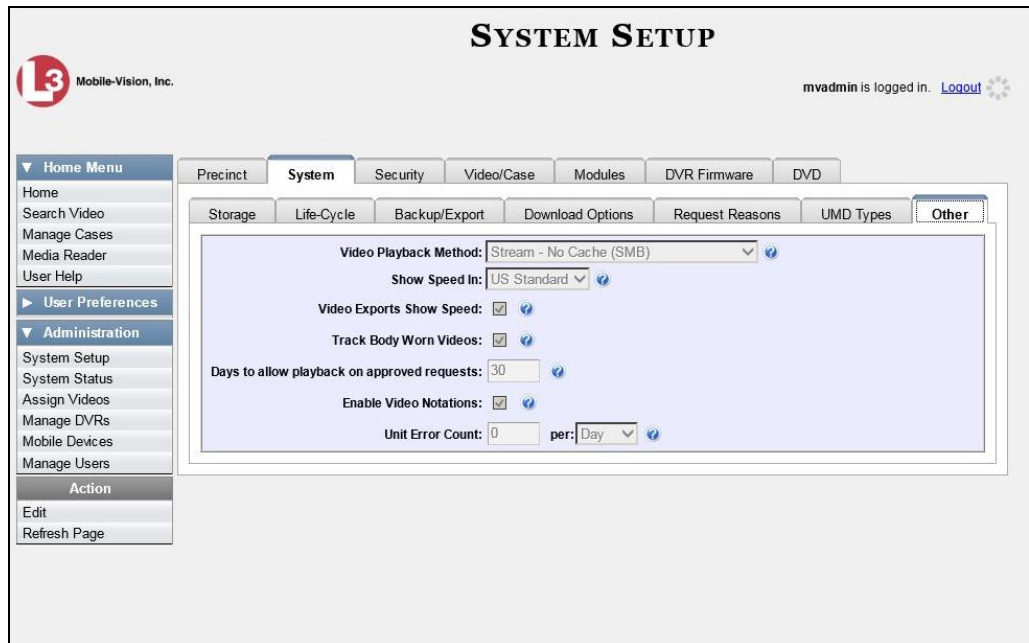 SYSTEM SETUP
L3 Mobile-Vision, Inc.
mvadmin is logged in. Logout
▼ Home Menu
Home
Search Video
Manage Cases
Media Reader
User Help
► User Preferences
▼ Administration
System Setup
System Status
Assign Videos
Manage DVRs
Mobile Devices
Manage Users
Action
Edit
Refresh Page
Precinct System Security Video/Case Modules DVR Firmware DVD
Storage Life-Cycle Backup/Export Download Options Request Reasons UMD Types Other
Video Playback Method: Stream - No Cache (SMB) ?
Show Speed In: US Standard ?
Video Exports Show Speed: ?
Track Body Worn Videos: ?
Days to allow playback on approved requests: 30 ?
Enable Video Notations: ?
Unit Error Count: 0 per: Day ?